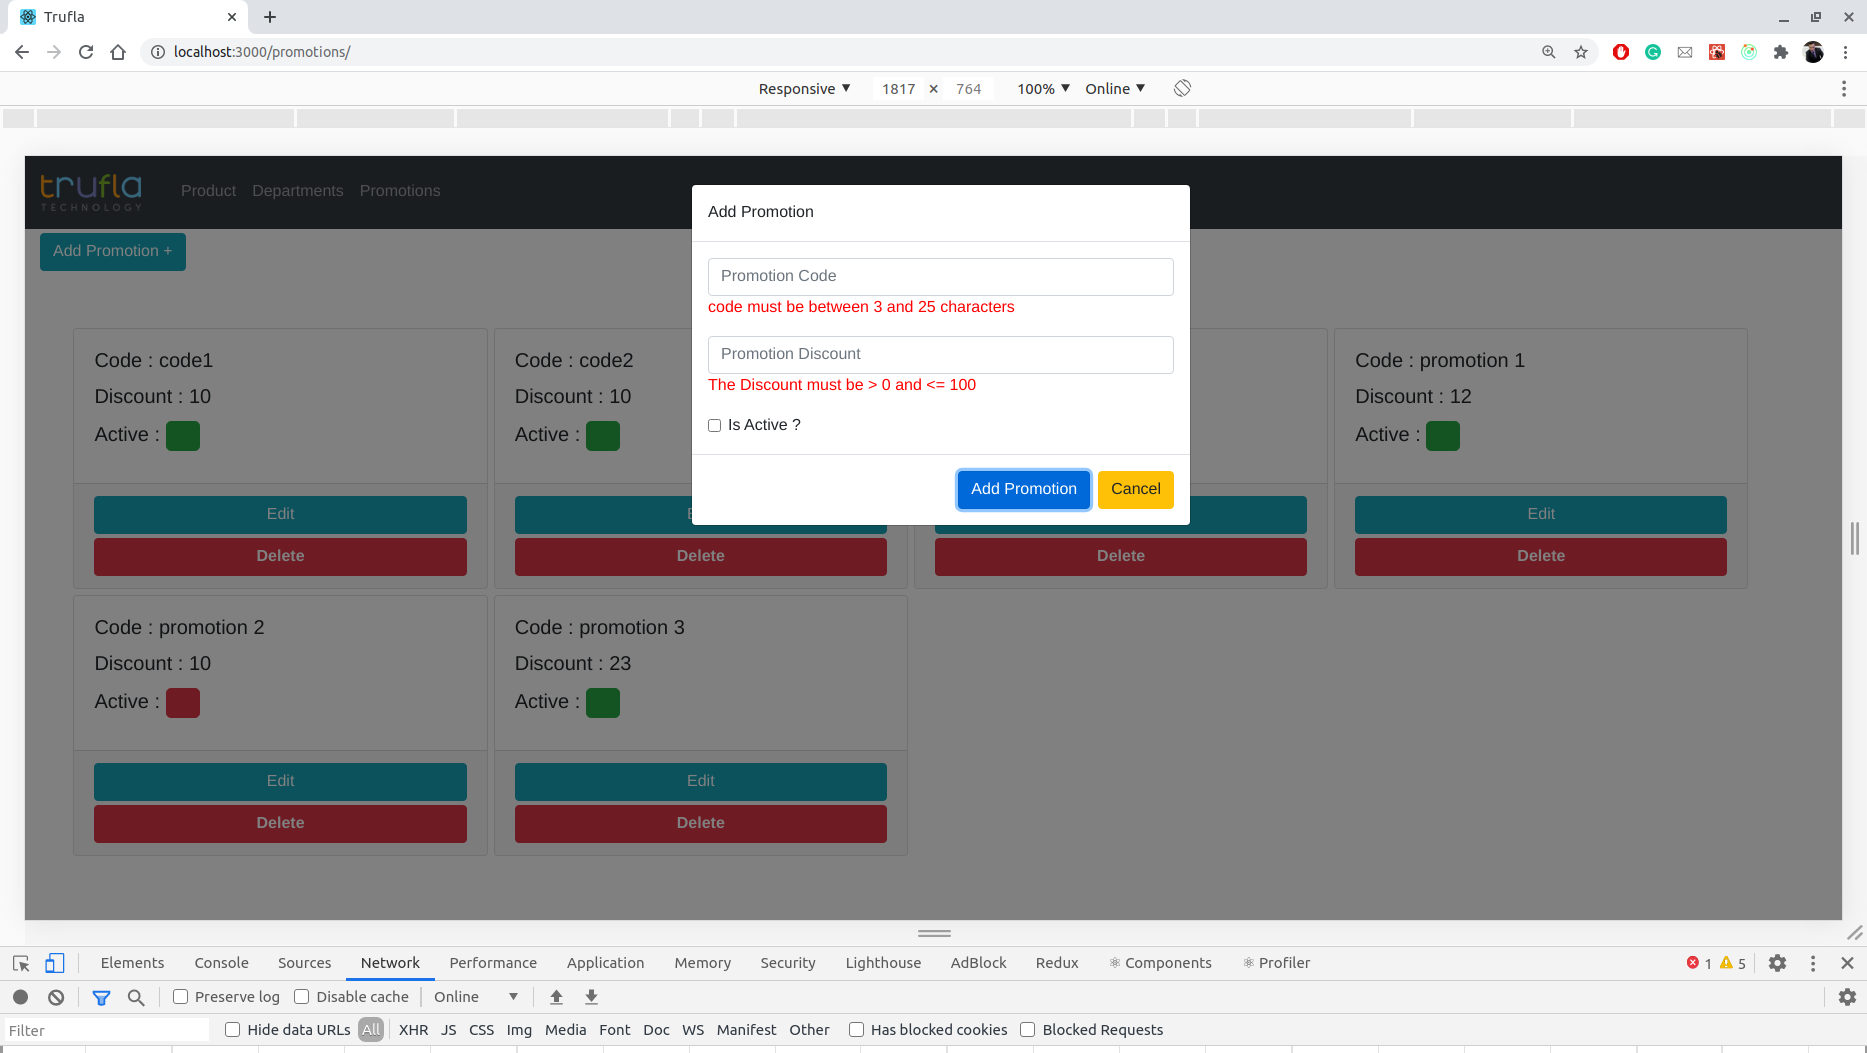 Trufla
localhost:3000/promotions/
Responsive ▼ 1817 × 764 100% ▼ Online ▼
trufla
TECHNOLOGY
Product Departments Promotions
Add Promotion +
Add Promotion
Promotion Code
code must be between 3 and 25 characters
Promotion Discount
The Discount must be > 0 and <= 100
Is Active ?
Add Promotion Cancel
Code : code1
Discount : 10
Active :
Edit
Delete
Code : code2
Discount : 10
Active :
Delete
Delete
Code : promotion 1
Discount : 12
Active :
Edit
Delete
Code : promotion 2
Discount : 10
Active :
Edit
Delete
Code : promotion 3
Discount : 23
Active :
Edit
Delete
Elements Console Sources Network Performance Application Memory Security Lighthouse AdBlock Redux ⚛ Components ⚛ Profiler 1 5
Preserve log Disable cache Online ▼
Filter Hide data URLs All XHR JS CSS Img Media Font Doc WS Manifest Other Has blocked cookies Blocked Requests